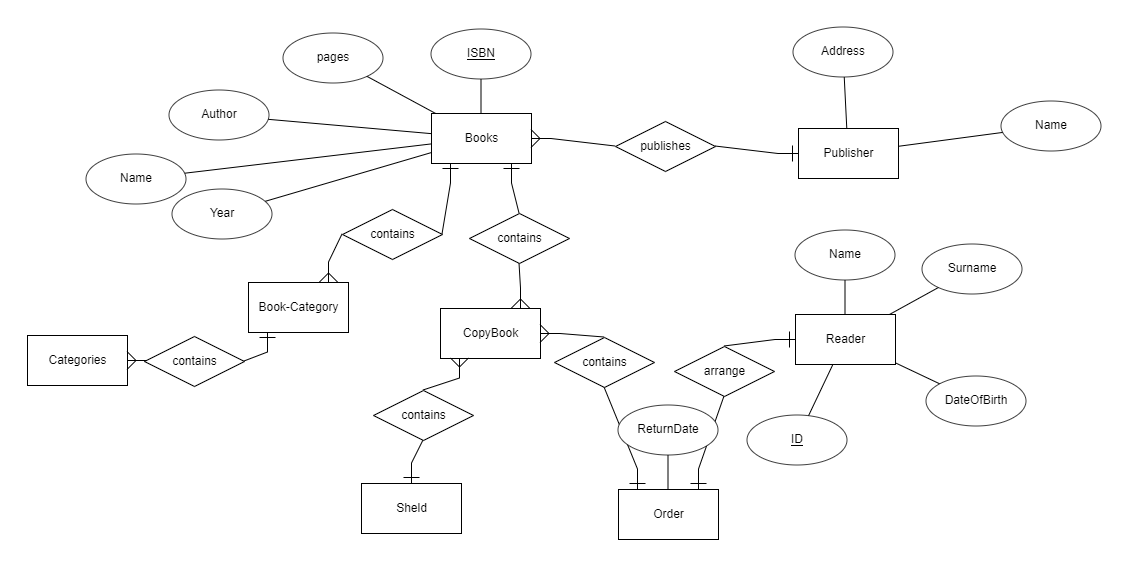 pages
ISBN
Address
Author
Name
Books
publishes
Publisher
Name
Year
contains
contains
Name
Surname
Book-Category
CopyBook
Reader
Categories
contains
contains
arrange
DateOfBirth
contains
ReturnDate
ID
Sheld
Order